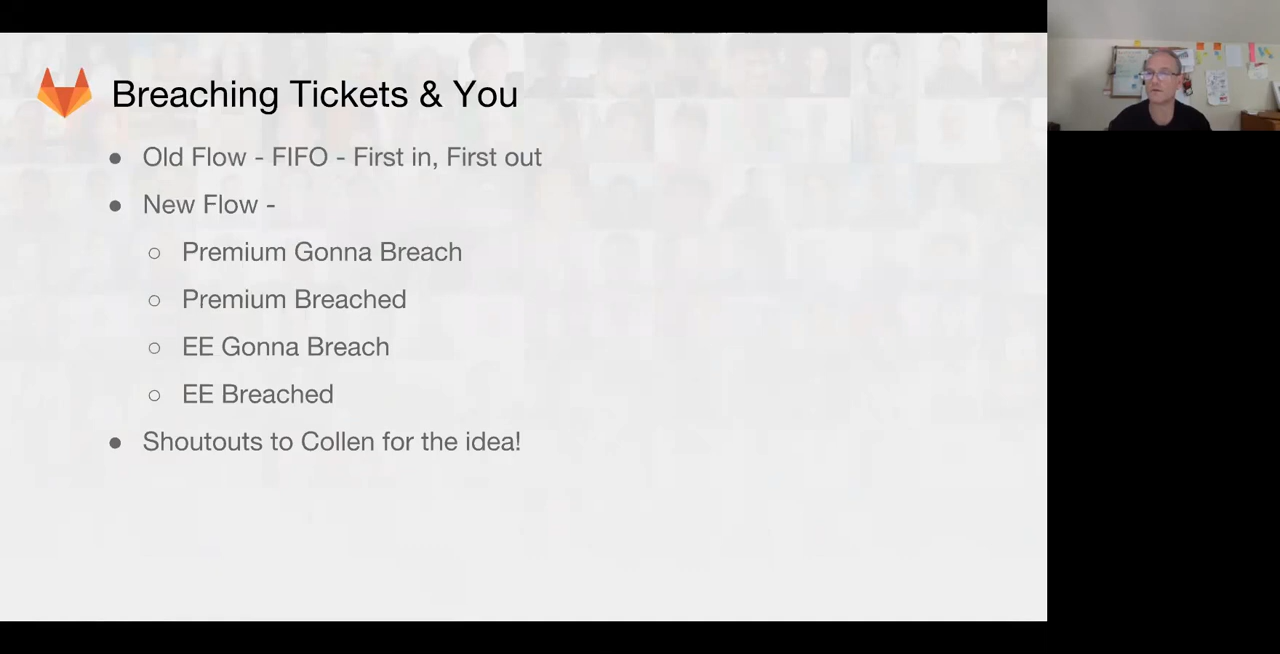 Breaching Tickets & You
● Old Flow - FIFO - First in, First out
● New Flow -
○ Premium Gonna Breach
○ Premium Breached
○ EE Gonna Breach
○ EE Breached
● Shoutouts to Collen for the idea!